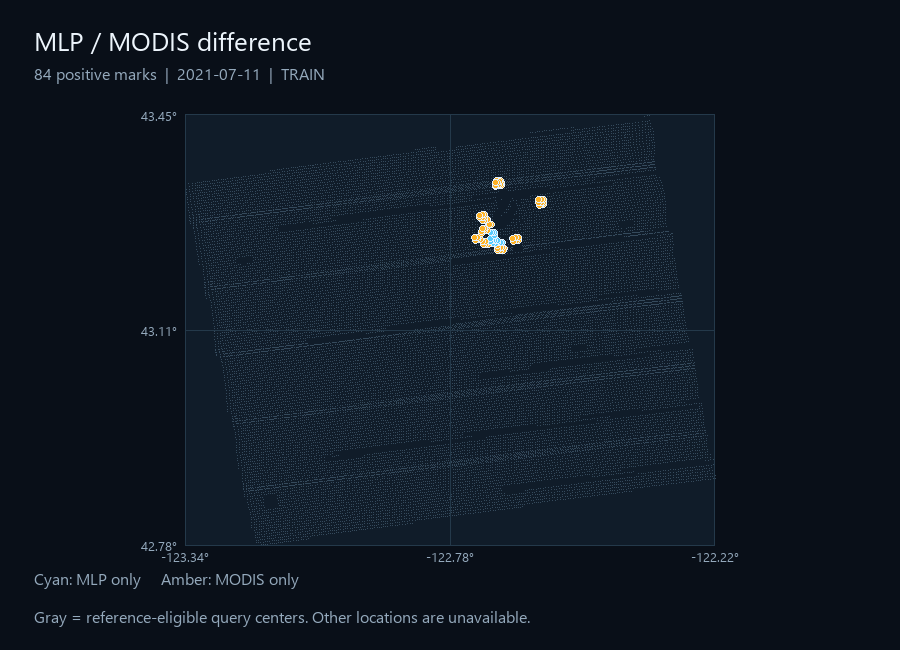 MLP / MODIS difference
84 positive marks | 2021-07-11 | TRAIN
43.45°
43.11°
42.78°
-123.34° -122.78° -122.22°
Cyan: MLP only Amber: MODIS only
Gray = reference-eligible query centers. Other locations are unavailable.